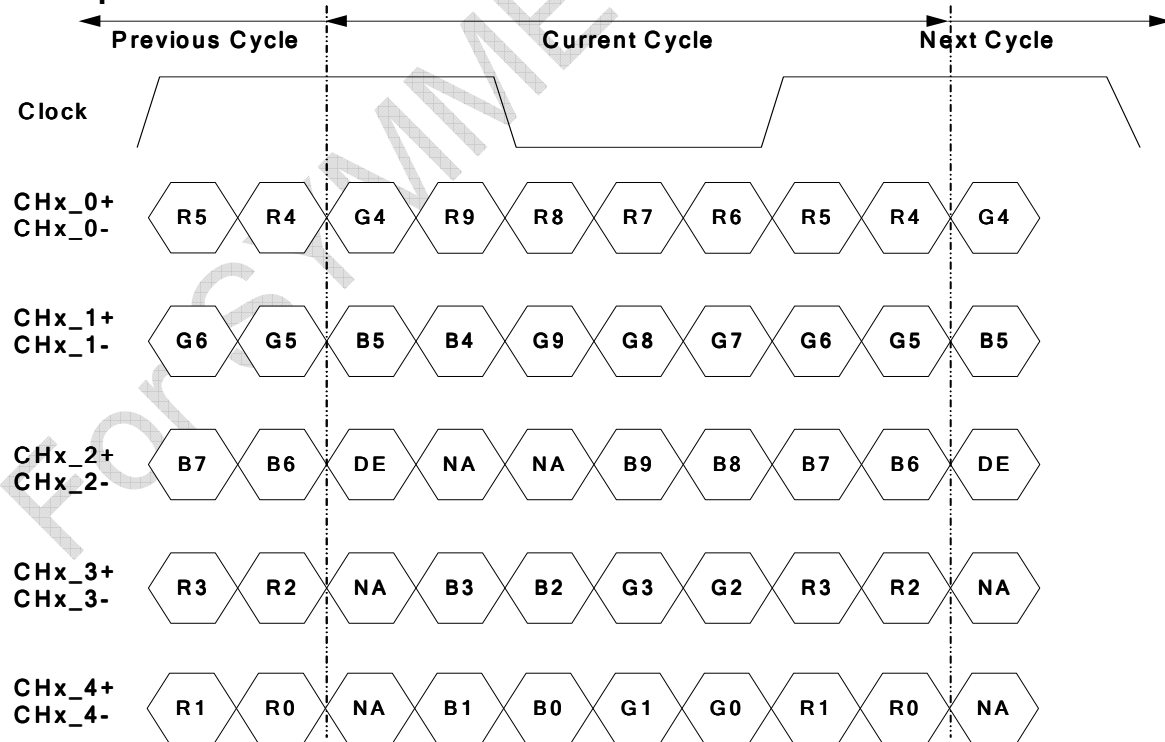 Previous Cycle Current Cycle Next Cycle
Clock
CHx_0+
CHx_0-
R5 R4 G4 R9 R8 R7 R6 R5 R4 G4
CHx_1+
CHx_1-
G6 G5 B5 B4 G9 G8 G7 G6 G5 B5
CHx_2+
CHx_2-
B7 B6 DE NA NA B9 B8 B7 B6 DE
CHx_3+
CHx_3-
R3 R2 NA B3 B2 G3 G2 R3 R2 NA
CHx_4+
CHx_4-
R1 R0 NA B1 B0 G1 G0 R1 R0 NA
For SYMME